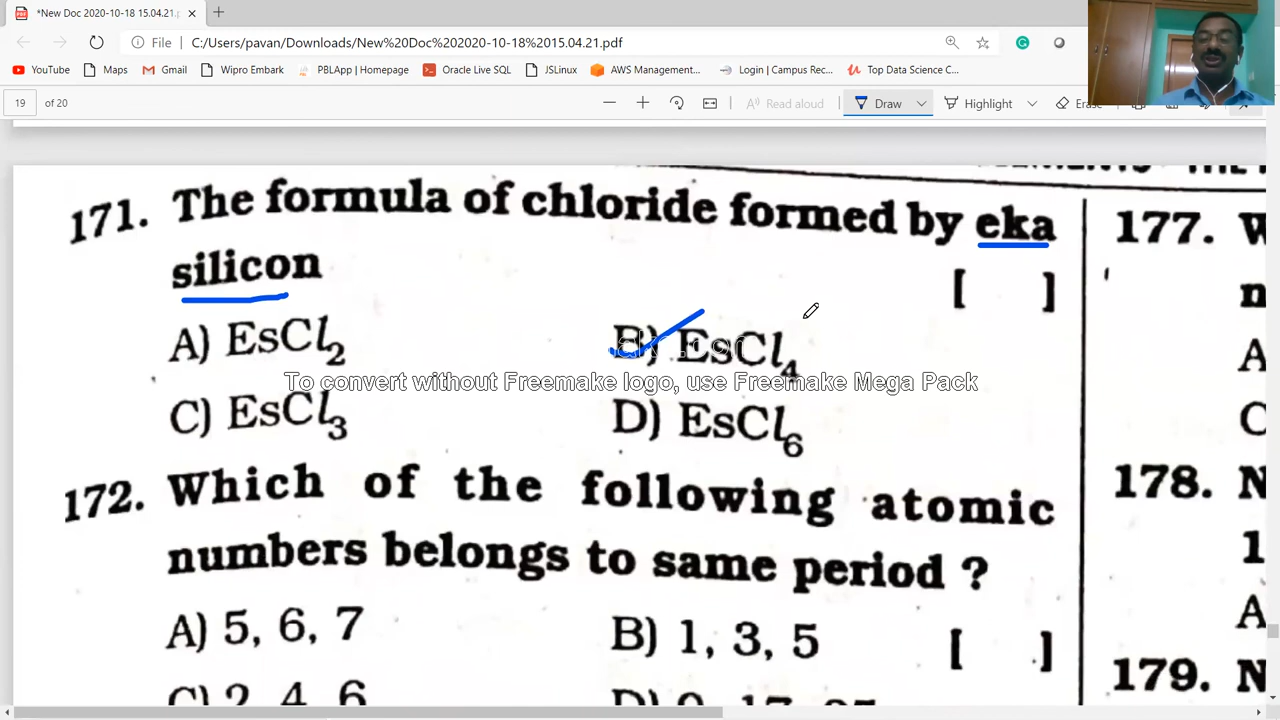 *New Doc 2020-10-18 15.04.21.p
File C:/Users/pavan/Downloads/New%20Doc%202020-10-18%2015.04.21.pdf
YouTube Maps Gmail Wipro Embark PBLApp | Homepage Oracle Live SQL JSLinux AWS Management... Login | Campus Rec... Top Data Science C...
19 of 20 Read aloud Draw Highlight Erase
171. The formula of chloride formed by eka
silicon [ ]
A) EsCl2 B) EsCl4
To convert without Freemake logo, use Freemake Mega Pack
C) EsCl3 D) EsCl6
172. Which of the following atomic
numbers belongs to same period ?
A) 5, 6, 7 B) 1, 3, 5 [ ]
C) 2, 4, 6
177. W
n
A
C
178. N
1
A
179. N